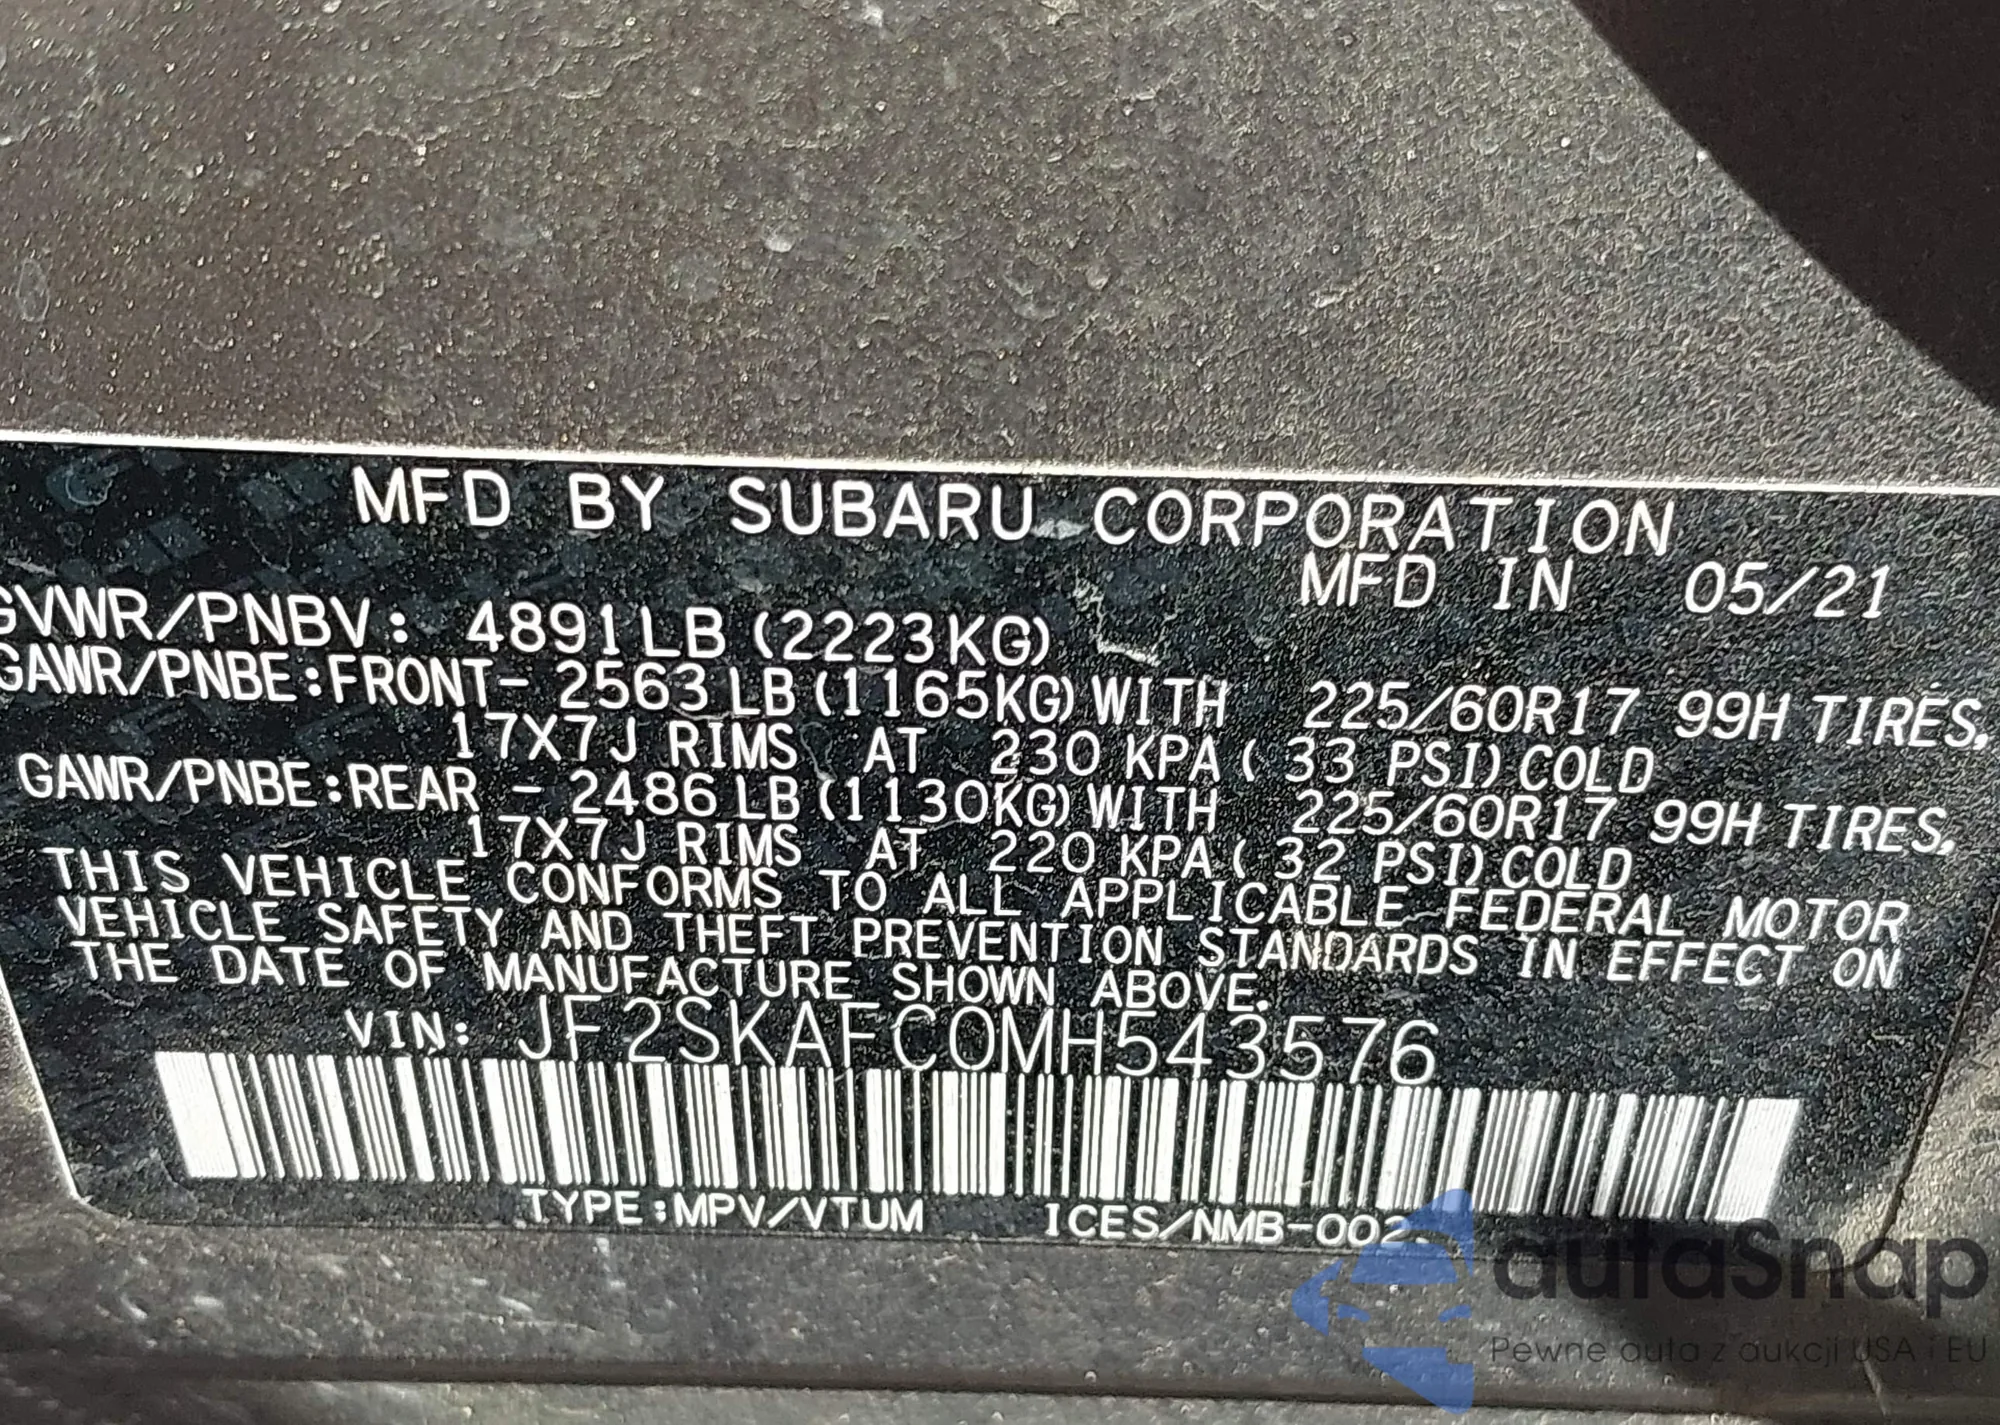 MFD BY SUBARU CORPORATION
MFD IN 05/21
GVWR/PNBV: 4891LB (2223KG)
GAWR/PNBE:FRONT- 2563 LB (1165KG) WITH 225/60R17 99H TIRES,
17X7J RIMS AT 230 KPA ( 33 PSI) COLD
GAWR/PNBE:REAR - 2486 LB (1130KG) WITH 225/60R17 99H TIRES,
17X7J RIMS AT 220 KPA ( 32 PSI) COLD
THIS VEHICLE CONFORMS TO ALL APPLICABLE FEDERAL MOTOR
VEHICLE SAFETY AND THEFT PREVENTION STANDARDS IN EFFECT ON
THE DATE OF MANUFACTURE SHOWN ABOVE.
VIN: JF2SKAFC0MH543576
TYPE:MPV/VTUM ICES/NMB-002
autaSnap
Pewne auta z aukcji USA i EU